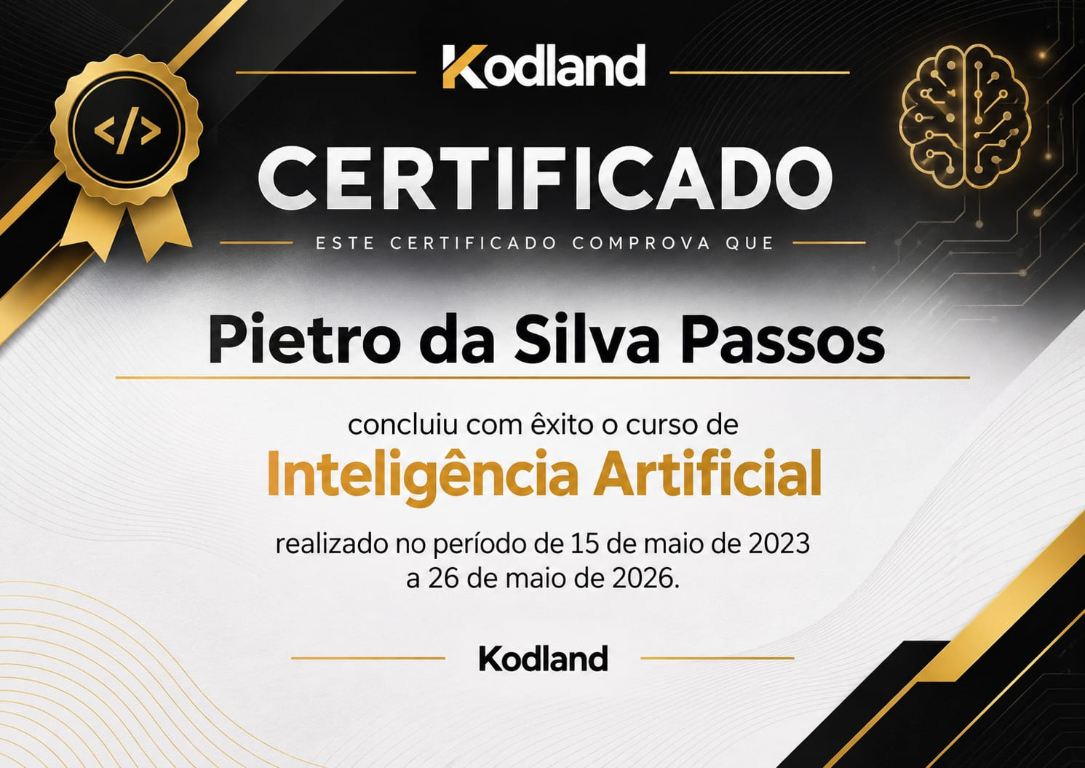 Kodland
CERTIFICADO
ESTE CERTIFICADO COMPROVA QUE
</>
Pietro da Silva Passos
concluiu com êxito o curso de
Inteligência Artificial
realizado no período de 15 de maio de 2023
a 26 de maio de 2026.
Kodland